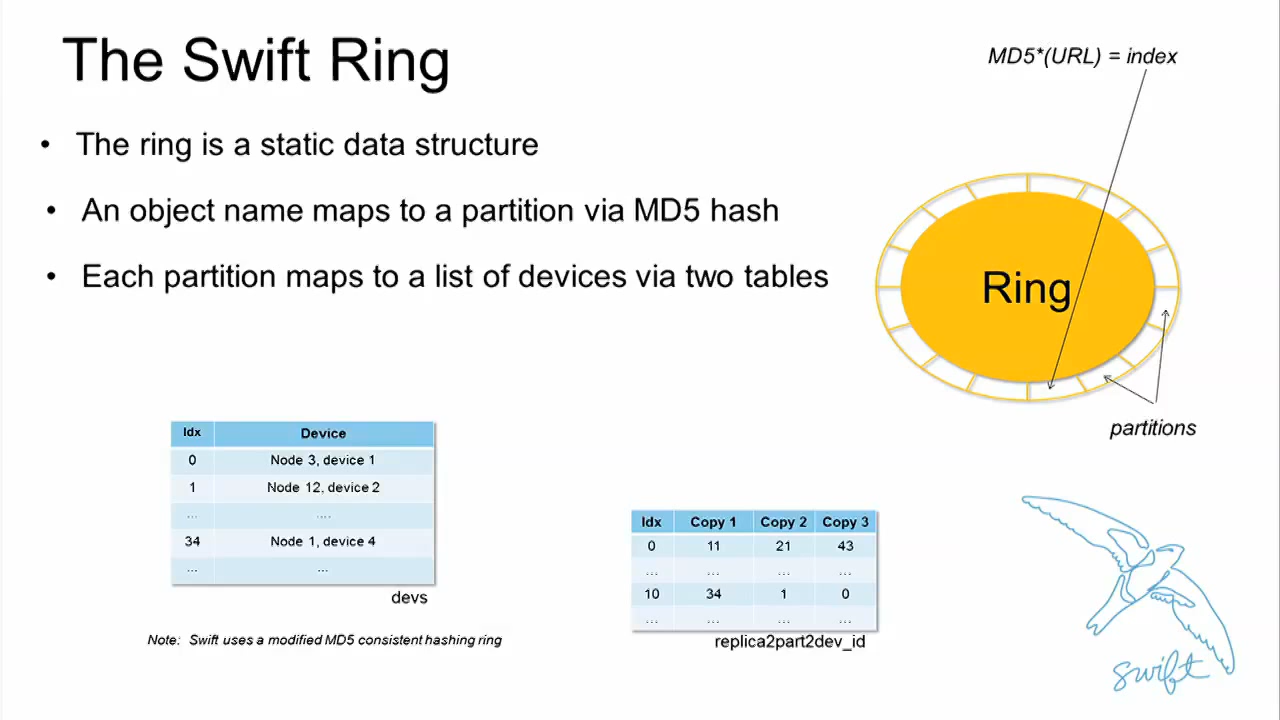 The Swift Ring
MD5*(URL) = index
• The ring is a static data structure
• An object name maps to a partition via MD5 hash
• Each partition maps to a list of devices via two tables
Ring
partitions
Idx Device
0 Node 3, device 1
1 Node 12, device 2
... ....
34 Node 1, device 4
... ...
devs
Idx Copy 1 Copy 2 Copy 3
0 11 21 43
... ... ... ...
10 34 1 0
... ... ... ...
replica2part2dev_id
Note: Swift uses a modified MD5 consistent hashing ring
swift